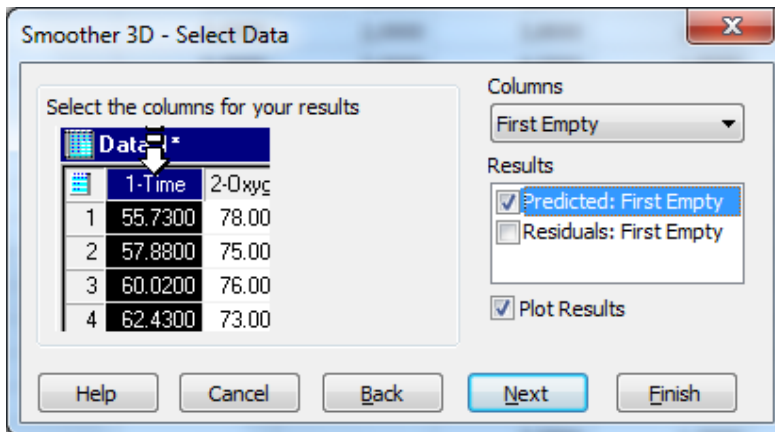 Smoother 3D - Select Data
Select the columns for your results
1-Time 2-Oxyg
1 55.7300 78.00
2 57.8800 75.00
3 60.0200 76.00
4 62.4300 73.00
Columns
First Empty
Results
Predicted: First Empty
Residuals: First Empty
Plot Results
Help Cancel Back Next Finish